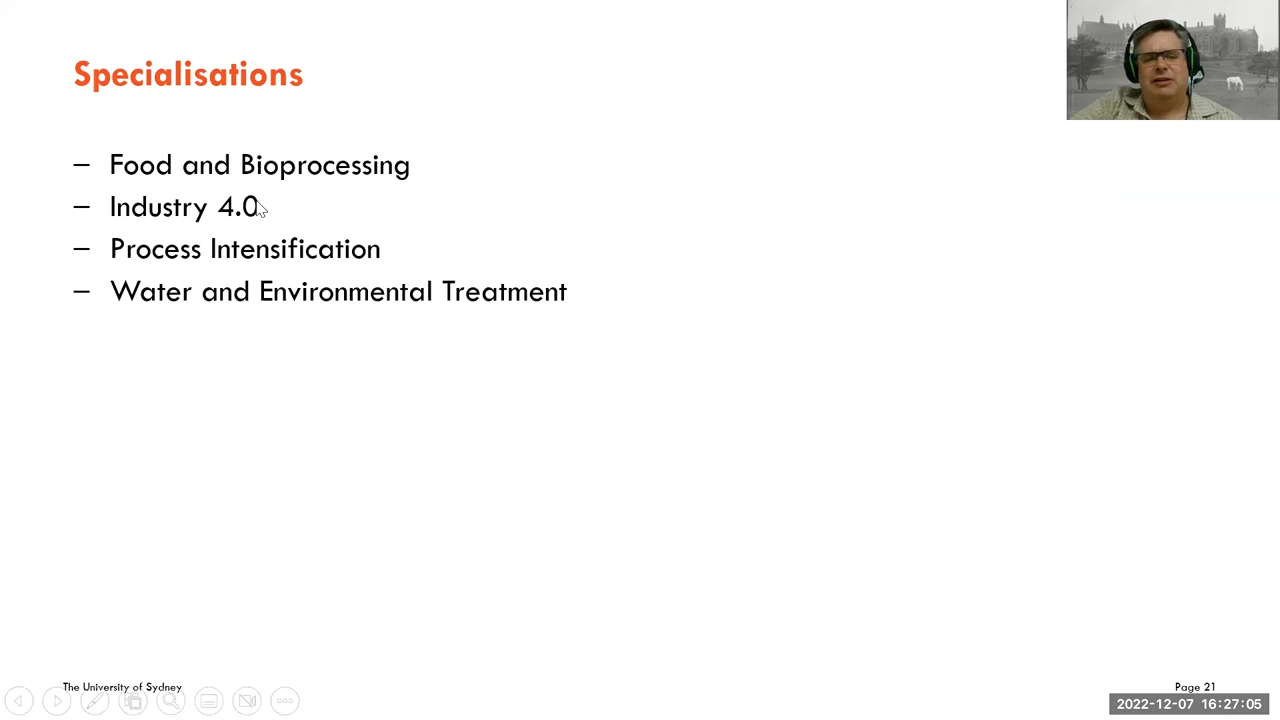 Specialisations
– Food and Bioprocessing
– Industry 4.0
– Process Intensification
– Water and Environmental Treatment
The University of Sydney
Page 21
2022-12-07 16:27:05